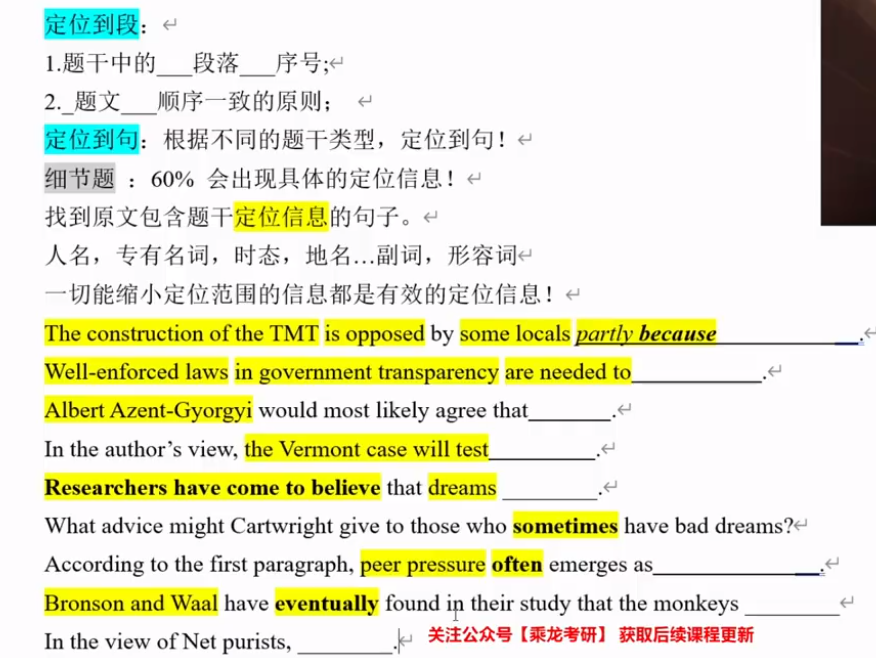 定位到段：
1.题干中的___段落___序号;
2._题文___顺序一致的原则；
定位到句：根据不同的题干类型，定位到句！
细节题 ：60% 会出现具体的定位信息！
找到原文包含题干定位信息的句子。
人名，专有名词，时态，地名…副词，形容词
一切能缩小定位范围的信息都是有效的定位信息！
The construction of the TMT is opposed by some locals partly because____________.
Well-enforced laws in government transparency are needed to___________.
Albert Azent-Gyorgyi would most likely agree that_______.
In the author’s view, the Vermont case will test_________.
Researchers have come to believe that dreams ________.
What advice might Cartwright give to those who sometimes have bad dreams?
According to the first paragraph, peer pressure often emerges as______________.
Bronson and Waal have eventually found in their study that the monkeys ________
In the view of Net purists, ________.
关注公众号【乘龙考研】 获取后续课程更新